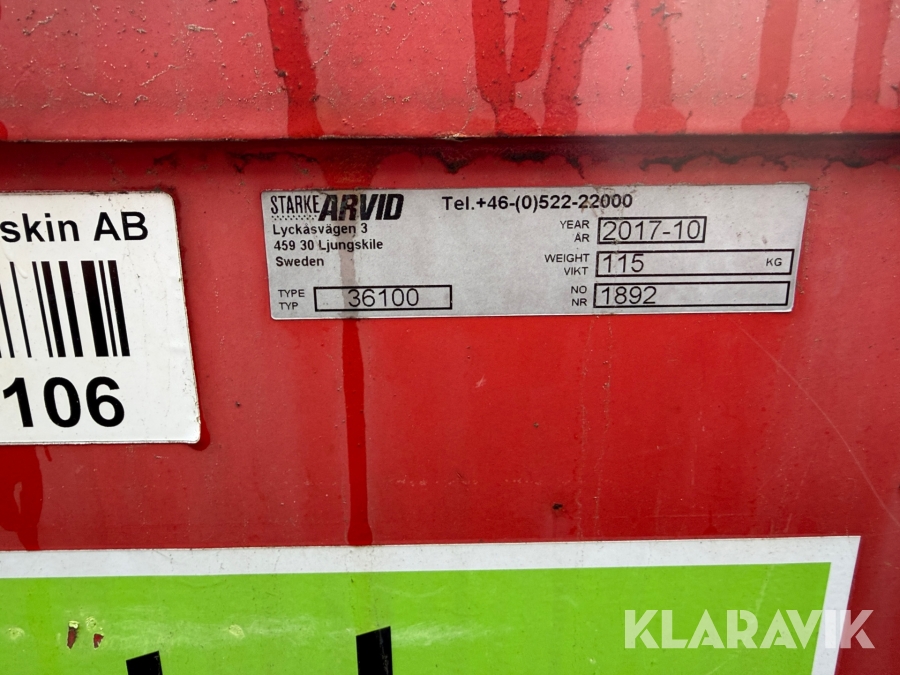 KLARAVIK
skin AB
106
STARKE ARVID
Tel.+46-(0)522-22000
Lyckåsvägen 3
459 30 Ljungskile
Sweden
TYPE
TYP
36100
YEAR
ÅR
2017-10
WEIGHT
VIKT
115 KG
NO
NR
1892
KLARAVIK